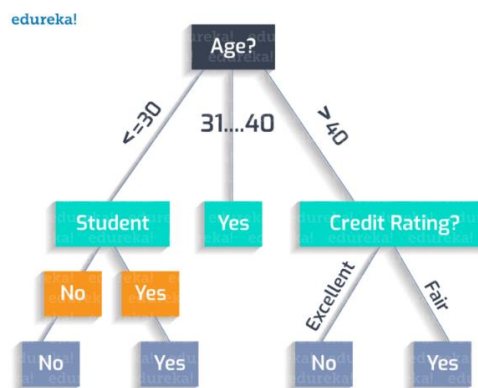 edureka!
Age?
<=30
31....40
>40
Student
Yes
Credit Rating?
No
Yes
Excellent
Fair
No
Yes
No
Yes